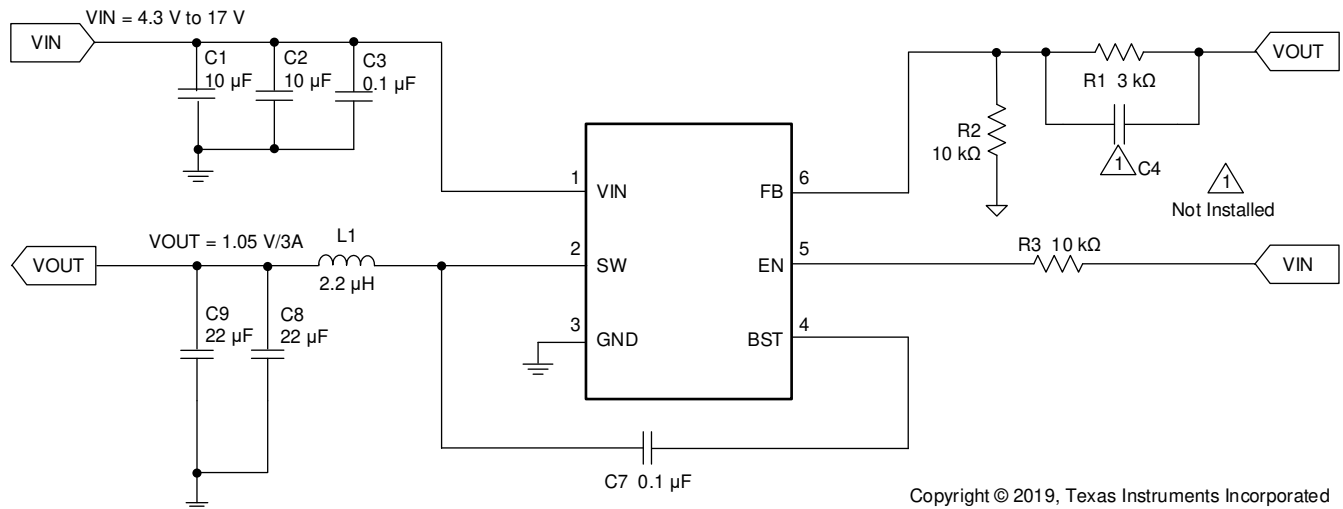 VIN = 4.3 V to 17 V
VIN
C1
10 µF
C2
10 µF
C3
0.1 µF
VOUT
R1 3 kΩ
R2
10 kΩ
1
C4
1
Not Installed
1
VIN
FB
6
VOUT = 1.05 V/3A
L1
2.2 µH
VOUT
2
SW
EN
5
R3 10 kΩ
VIN
C9
22 µF
C8
22 µF
3
GND
BST
4
C7 0.1 µF
Copyright © 2019, Texas Instruments Incorporated